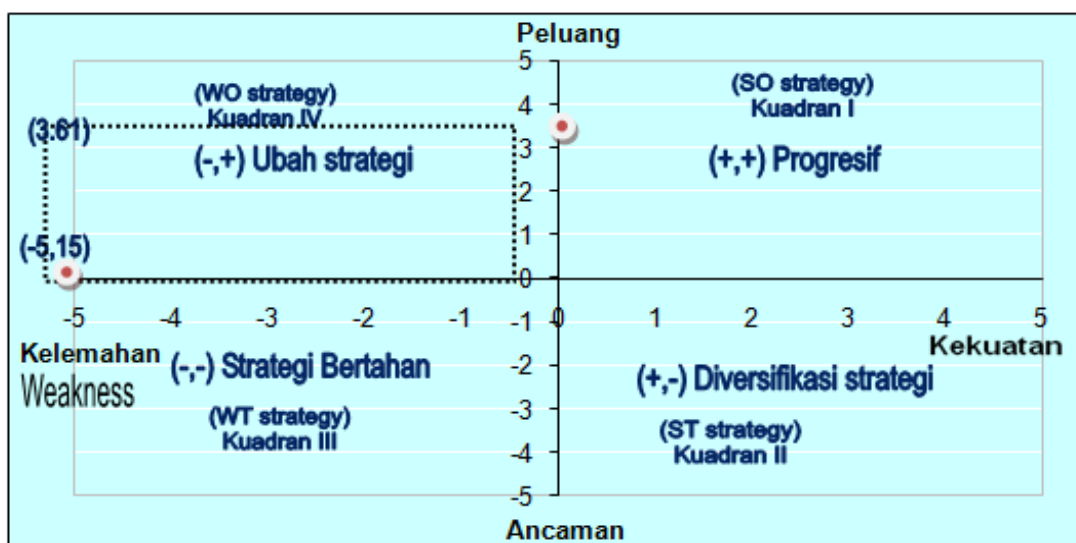 Peluang
5
(WO strategy)
Kuadran IV
(SO strategy)
Kuadran I
4
(3.61)
3
(-,+) Ubah strategi
(+,+) Progresif
2
1
(-5,15)
0
-5 -4 -3 -2 -1 0 1 2 3 4 5
-1
Kelemahan
Kekuatan
Weakness
(-,-) Strategi Bertahan
-2
(+,-) Diversifikasi strategi
(WT strategy)
Kuadran III
-3
(ST strategy)
Kuadran II
-4
-5
Ancaman